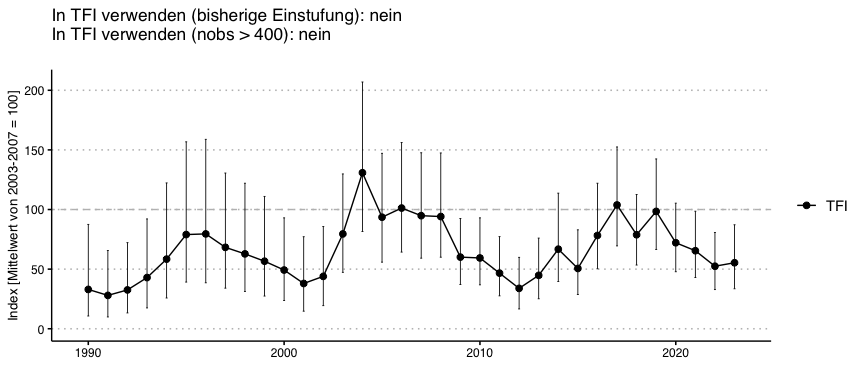 In TFI verwenden (bisherige Einstufung): nein
In TFI verwenden (nobs > 400): nein
Index [Mittelwert von 2003-2007 = 100]
200
150
100
50
0
1990
2000
2010
2020
TFI